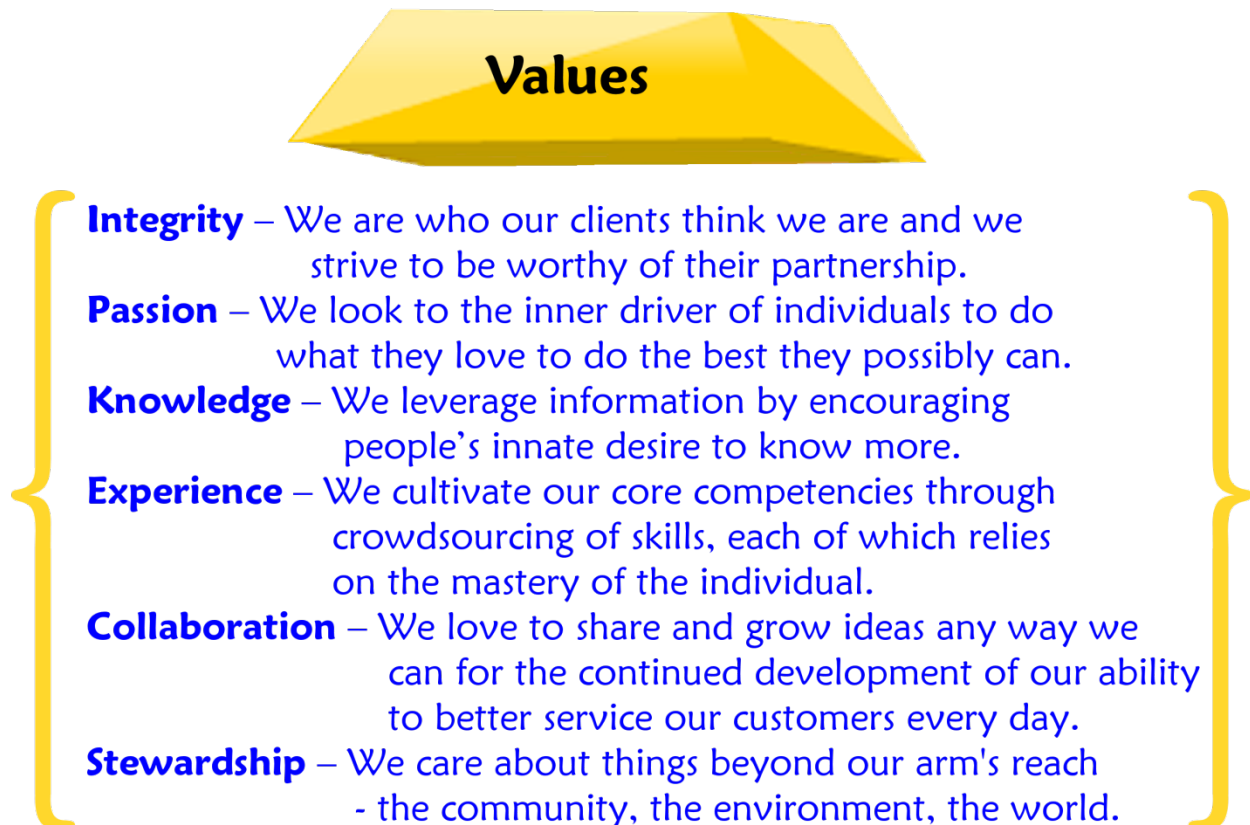 Values
Integrity – We are who our clients think we are and we
strive to be worthy of their partnership.
Passion – We look to the inner driver of individuals to do
what they love to do the best they possibly can.
Knowledge – We leverage information by encouraging
people’s innate desire to know more.
Experience – We cultivate our core competencies through
crowdsourcing of skills, each of which relies
on the mastery of the individual.
Collaboration – We love to share and grow ideas any way we
can for the continued development of our ability
to better service our customers every day.
Stewardship – We care about things beyond our arm's reach
- the community, the environment, the world.